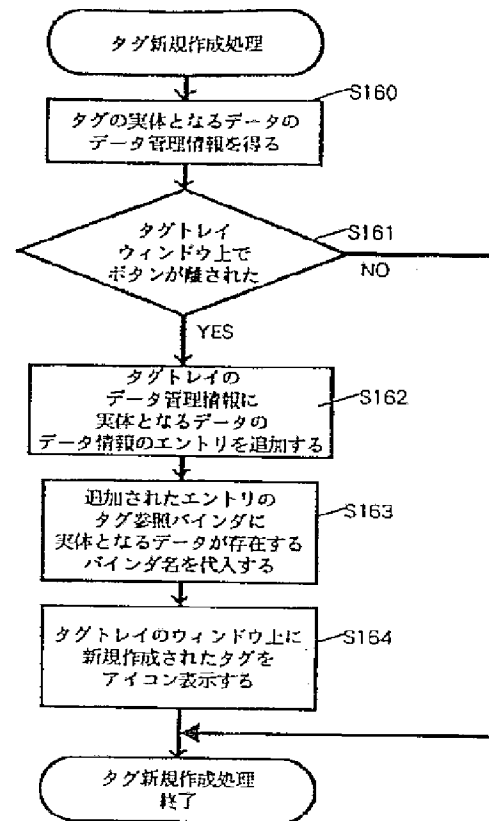 タグ新規作成処理
S160
タグの実体となるデータの
データ管理情報を得る
S161
タグトレイ
ウィンドウ上で
ボタンが離された
NO
YES
タグトレイの
データ管理情報に
実体となるデータの
データ情報のエントリを追加する
S162
追加されたエントリの
タグ参照バインダに
実体となるデータが存在する
バインダ名を代入する
S163
タグトレイのウィンドウ上に
新規作成されたタグを
アイコン表示する
S164
タグ新規作成処理
終了